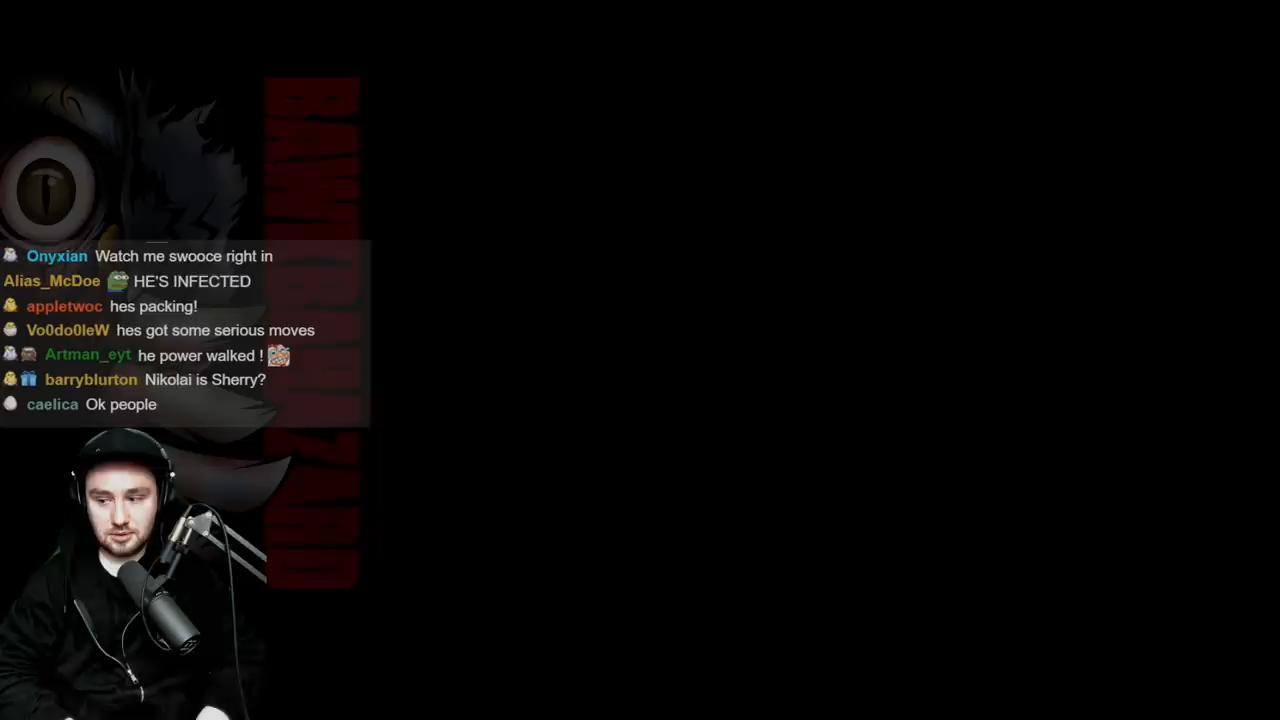 Onyxian Watch me swooce right in
Alias_McDoe HE'S INFECTED
appletwoc hes packing!
Vo0do0leW hes got some serious moves
Artman_eyt he power walked !
barryblurton Nikolai is Sherry?
caelica Ok people